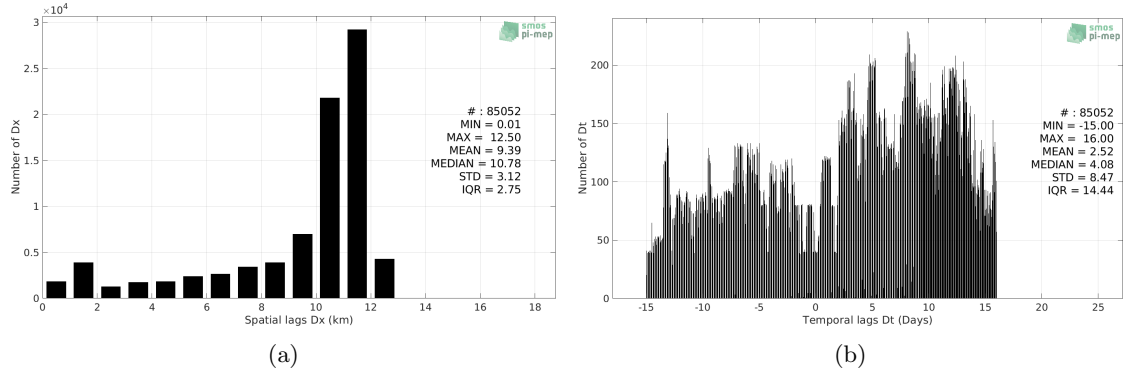 ×10⁴
3
2.5
2
1.5
1
0.5
0
0 2 4 6 8 10 12 14 16 18
Number of Dx
Spatial lags Dx (km)
smos
pi-mep
# : 85052
MIN = 0.01
MAX = 12.50
MEAN = 9.39
MEDIAN = 10.78
STD = 3.12
IQR = 2.75
(a)
200
150
100
50
0
-15 -10 -5 0 5 10 15 20 25
Number of Dt
Temporal lags Dt (Days)
smos
pi-mep
# : 85052
MIN = -15.00
MAX = 16.00
MEAN = 2.52
MEDIAN = 4.08
STD = 8.47
IQR = 14.44
(b)